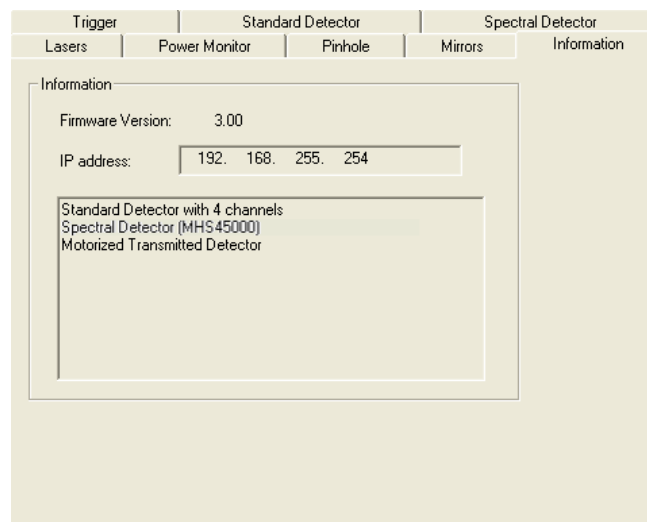 Trigger Standard Detector Spectral Detector
Lasers Power Monitor Pinhole Mirrors Information
Information
Firmware Version: 3.00
IP address: 192. 168. 255. 254
Standard Detector with 4 channels
Spectral Detector (MHS45000)
Motorized Transmitted Detector